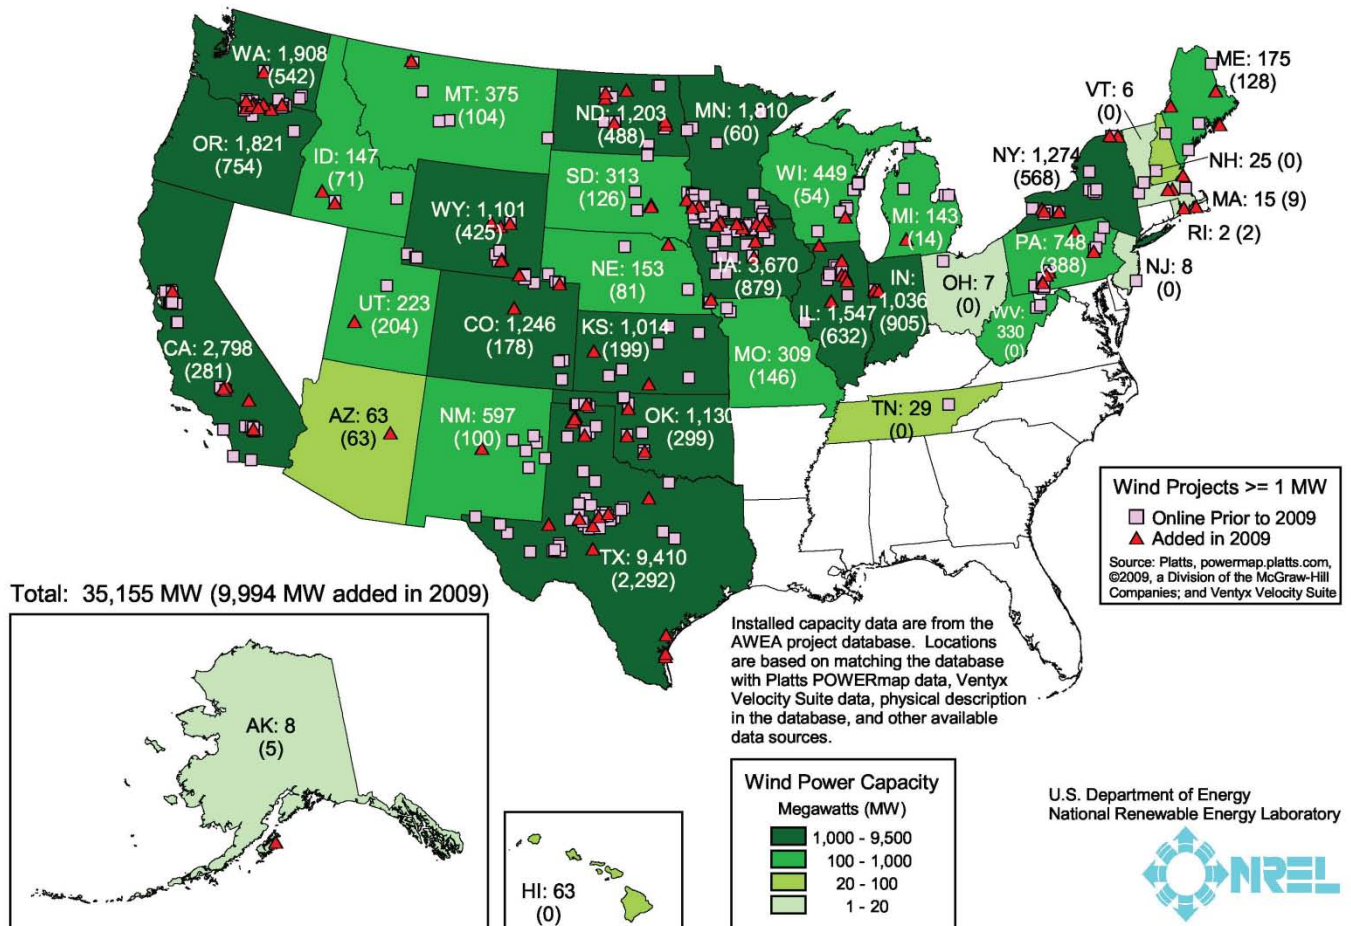 WA: 1,908
(542)
MT: 375
(104)
ND: 1,203
(488)
MN: 1,810
(60)
ME: 175
(128)
VT: 6
(0)
OR: 1,821
(754)
ID: 147
(71)
SD: 313
(126)
WI: 449
(54)
NY: 1,274
(568)
NH: 25 (0)
MA: 15 (9)
RI: 2 (2)
WY: 1,101
(425)
MI: 143
(14)
PA: 748
(388)
NJ: 8
(0)
NE: 153
(81)
IA: 3,670
(879)
IN:
1,036
(905)
OH: 7
(0)
UT: 223
(204)
CO: 1,246
(178)
KS: 1,014
(199)
IL: 1,547
(632)
WV:
330
(0)
CA: 2,798
(281)
MO: 309
(146)
AZ: 63
(63)
NM: 597
(100)
OK: 1,130
(299)
TN: 29
(0)
TX: 9,410
(2,292)
Wind Projects >= 1 MW
Online Prior to 2009
Added in 2009
Source: Platts, powermap.platts.com,
©2009, a Division of the McGraw-Hill
Companies; and Ventyx Velocity Suite
Total: 35,155 MW (9,994 MW added in 2009)
Installed capacity data are from the
AWEA project database. Locations
are based on matching the database
with Platts POWERmap data, Ventyx
Velocity Suite data, physical description
in the database, and other available
data sources.
AK: 8
(5)
HI: 63
(0)
Wind Power Capacity
Megawatts (MW)
1,000 - 9,500
100 - 1,000
20 - 100
1 - 20
U.S. Department of Energy
National Renewable Energy Laboratory
NREL